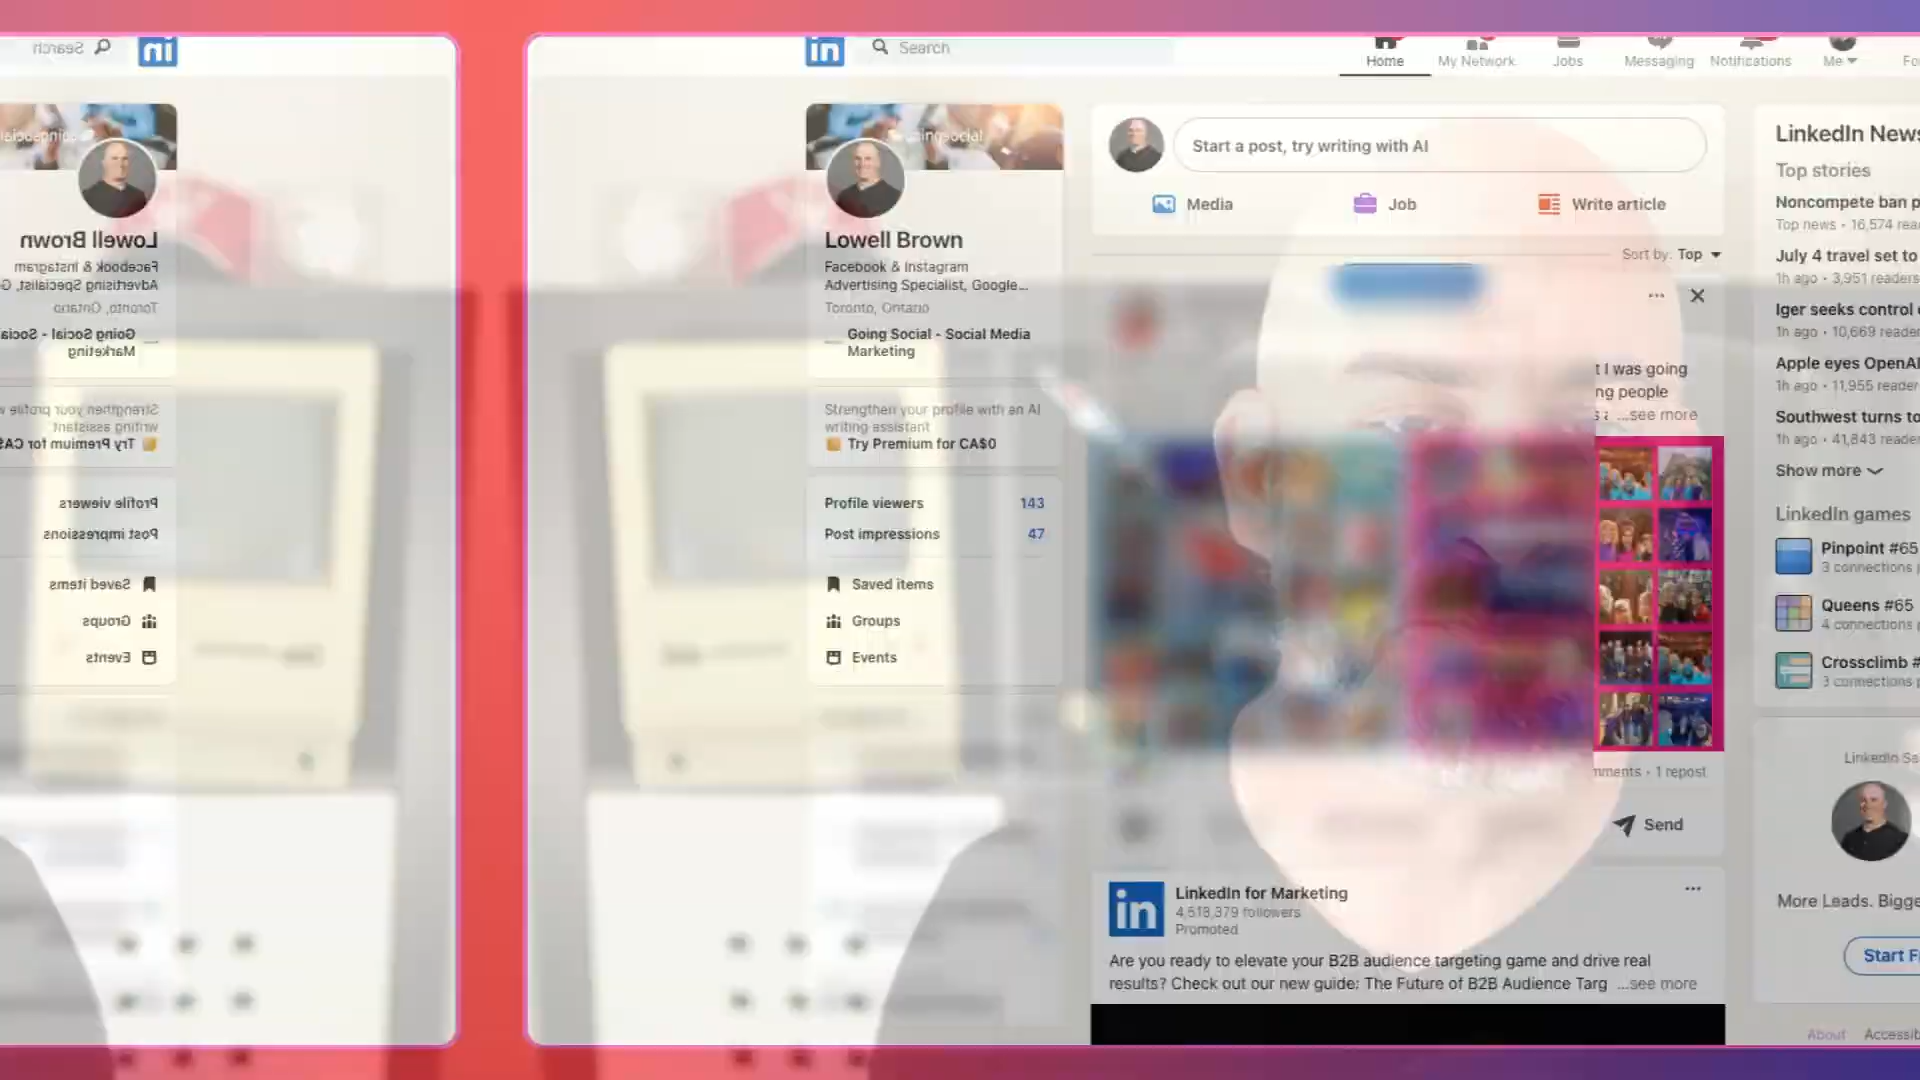 in
Search
Home
My Network
Jobs
Messaging
Notifications
Me
Lowell Brown
Facebook & Instagram
Advertising Specialist, Google...
Toronto, Ontario
Going Social - Social Media
Marketing
Strengthen your profile with an AI
writing assistant
Try Premium for CA$0
Profile viewers 143
Post impressions 47
Saved items
Groups
Events
Start a post, try writing with AI
Media
Job
Write article
Sort by: Top
t I was going
ng people
...see more
mments • 1 repost
Send
in
LinkedIn for Marketing
4,518,379 followers
Promoted
Are you ready to elevate your B2B audience targeting game and drive real
results? Check out our new guide: The Future of B2B Audience Targ ...see more
LinkedIn News
Top stories
Noncompete ban p
Top news • 16,574 rea
July 4 travel set to
1h ago • 3,951 readers
Iger seeks control
1h ago • 10,669 reader
Apple eyes OpenAI
1h ago • 11,955 reader
Southwest turns to
1h ago • 41,843 reade
Show more
LinkedIn games
Pinpoint #65
3 connections
Queens #65
4 connections
Crossclimb #
3 connections
LinkedIn Sa
More Leads. Bigge
Start F
About
Accessib